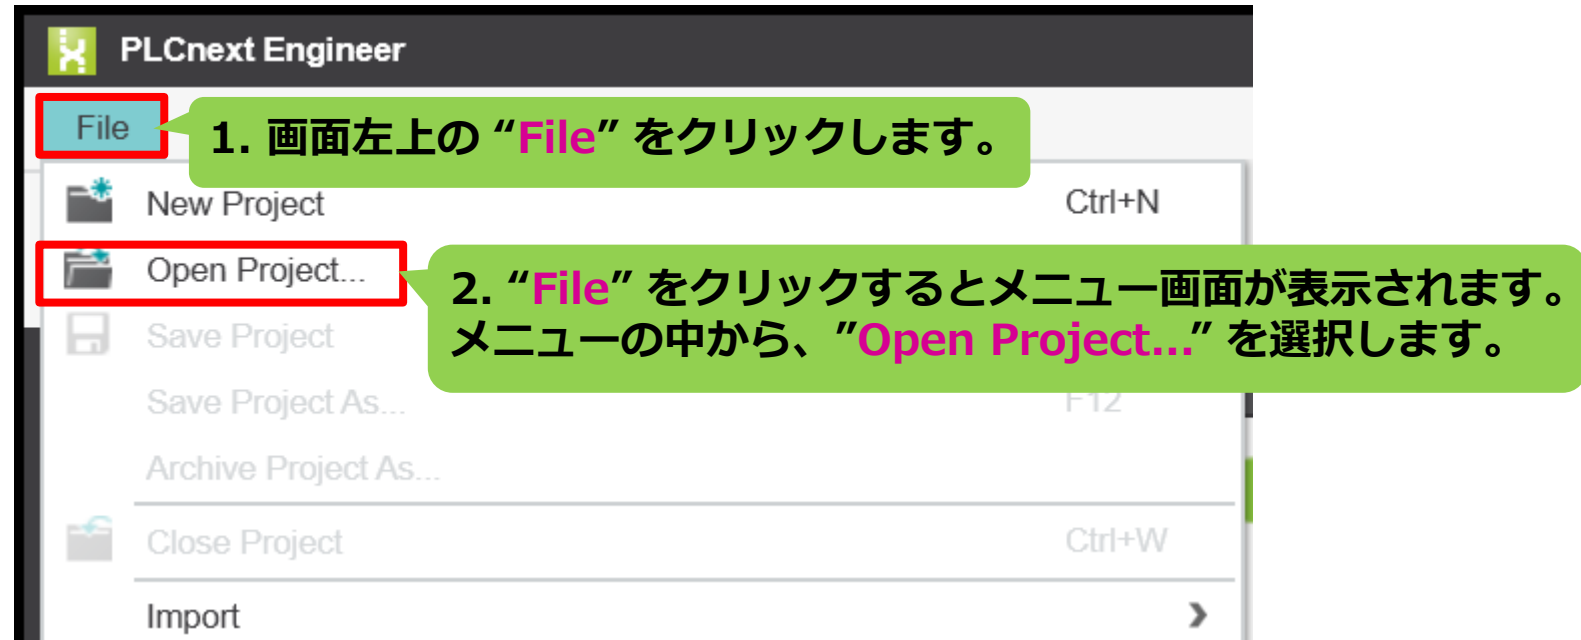 PLCnext Engineer
File
1. 画面左上の “File” をクリックします。
New Project Ctrl+N
Open Project...
2. “File” をクリックするとメニュー画面が表示されます。
メニューの中から、”Open Project...” を選択します。
Save Project
Save Project As... F12
Archive Project As...
Close Project Ctrl+W
Import